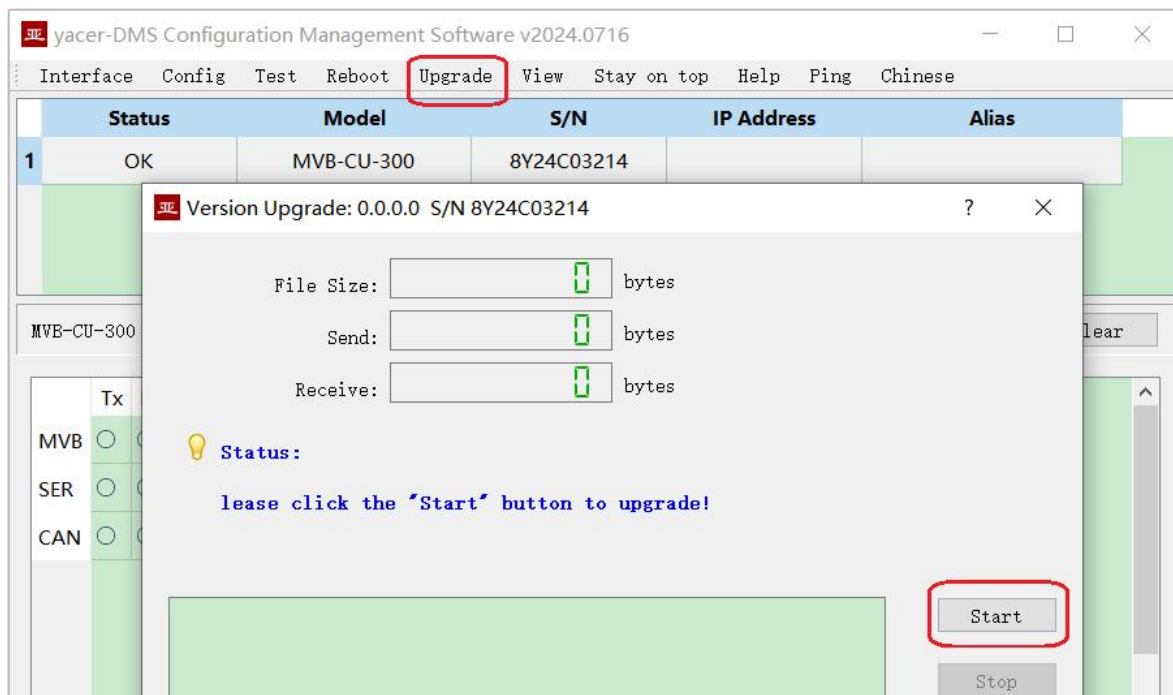 亚 yacer-DMS Configuration Management Software v2024.0716
Interface Config Test Reboot Upgrade View Stay on top Help Ping Chinese
Status Model S/N IP Address Alias
1 OK MVB-CU-300 8Y24C03214
亚 Version Upgrade: 0.0.0.0 S/N 8Y24C03214 ?
File Size: 0 bytes
MVB-CU-300 Send: 0 bytes lear
Receive: 0 bytes
Tx
MVB
Status:
SER
lease click the "Start" button to upgrade!
CAN
Start
Stop